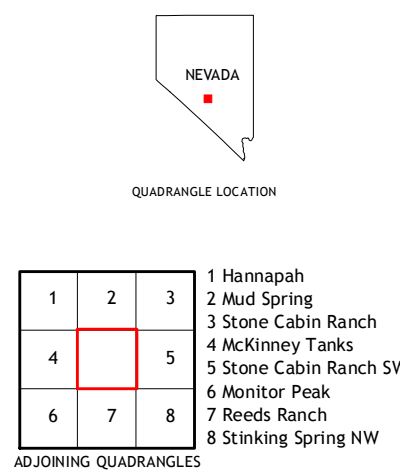 NEVADA
QUADRANGLE LOCATION
1 2 3
4 5
6 7 8
1 Hannapah
2 Mud Spring
3 Stone Cabin Ranch
4 McKinney Tanks
5 Stone Cabin Ranch SW
6 Monitor Peak
7 Reeds Ranch
8 Stinking Spring NW
ADJOINING QUADRANGLES